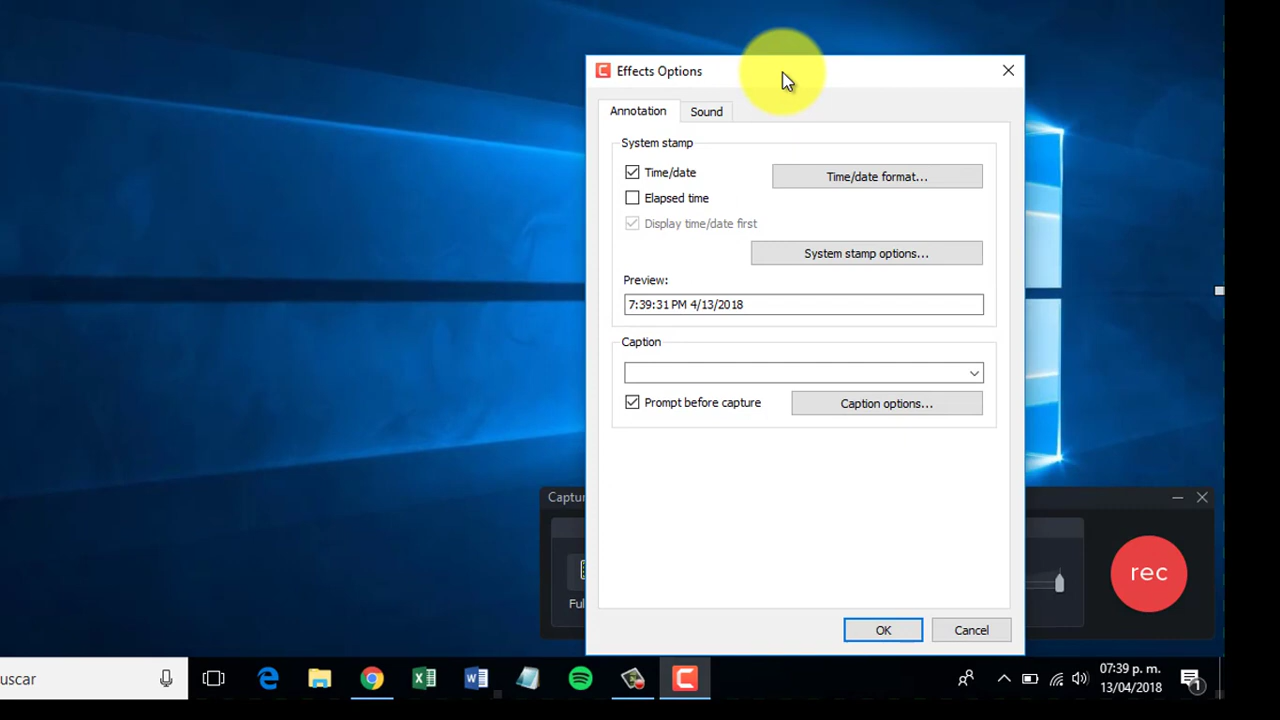 Effects Options
Annotation
Sound
System stamp
Time/date
Time/date format...
Elapsed time
Display time/date first
System stamp options...
Preview:
7:39:31 PM 4/13/2018
Caption
Prompt before capture
Caption options...
Captur
Ful
rec
OK
Cancel
uscar
07:39 p. m.
13/04/2018
1